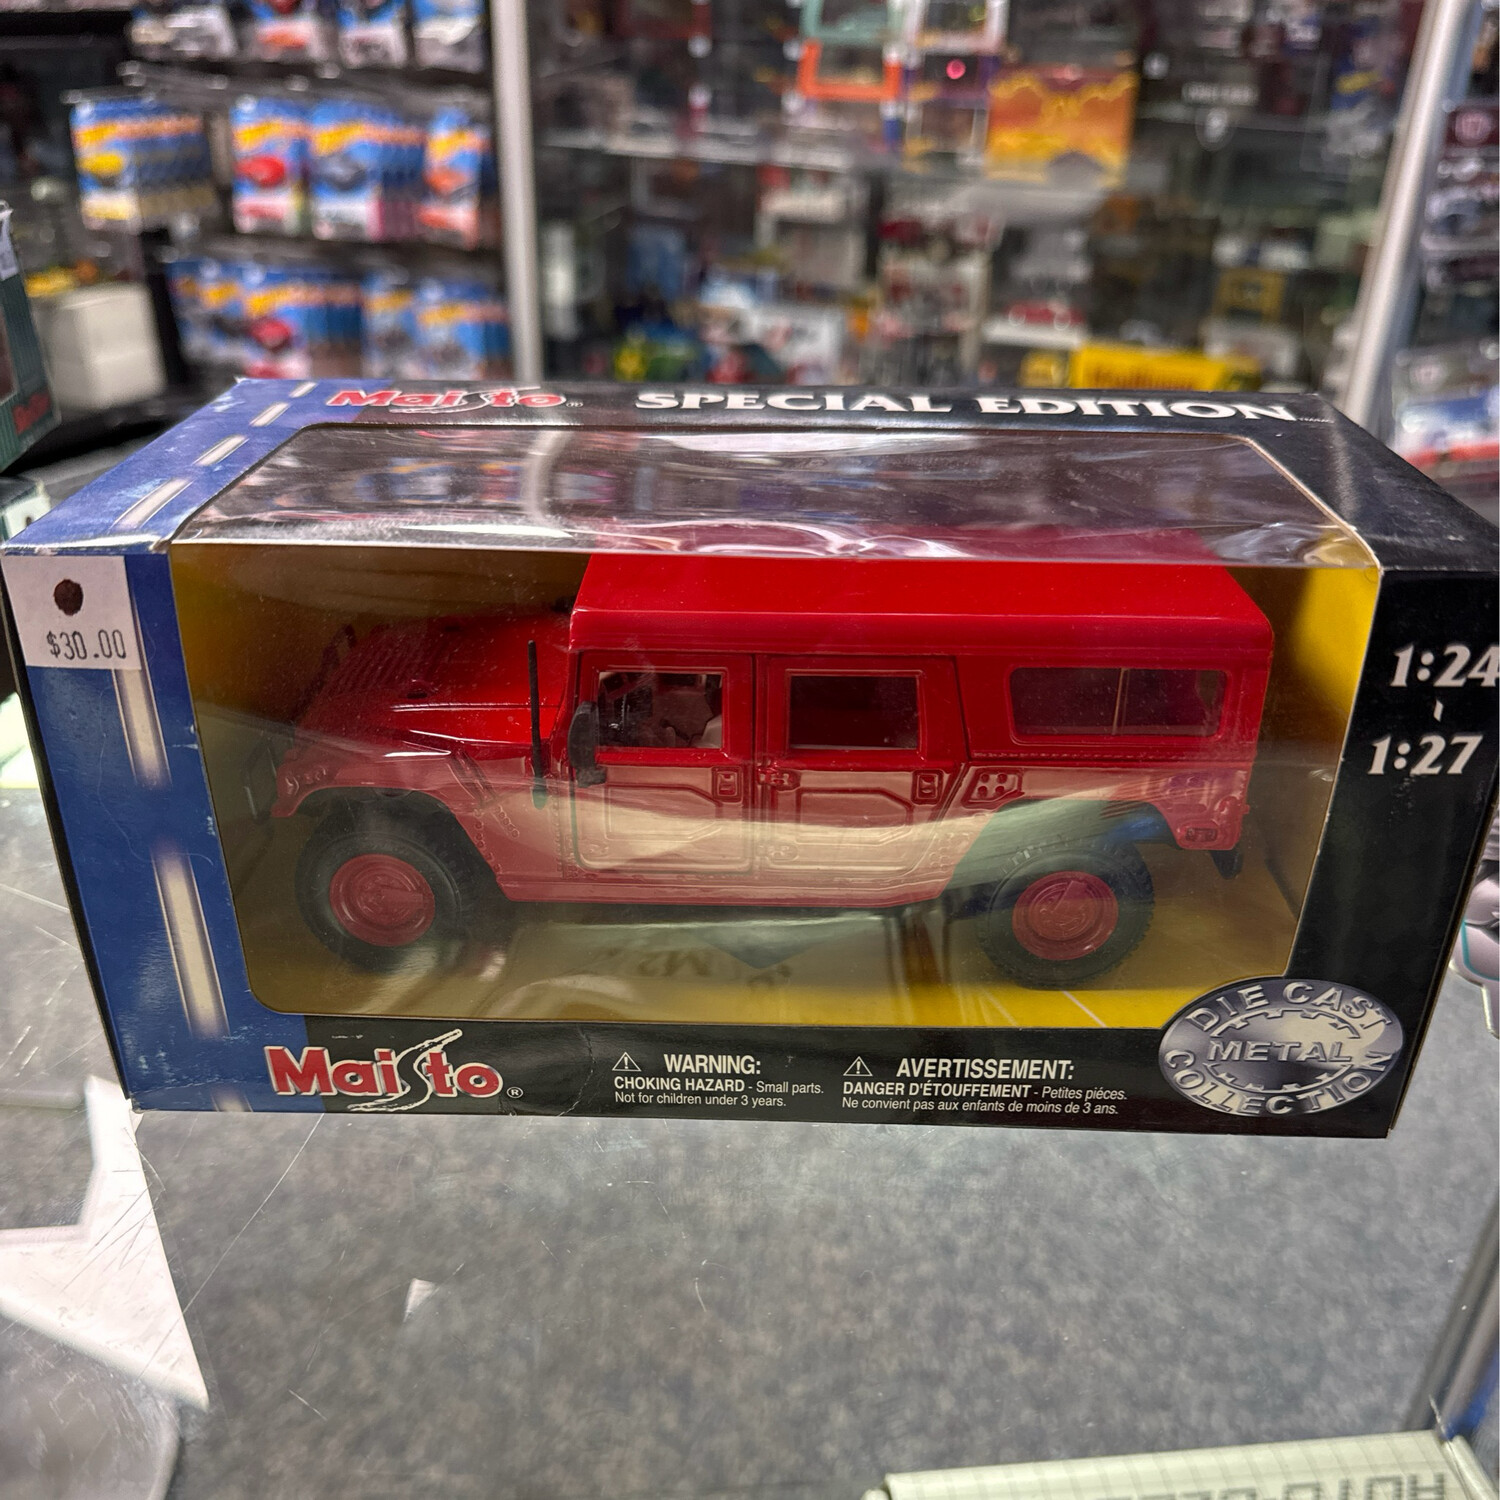 Maisto® SPECIAL EDITION
$30.00
1:24
-
1:27
Maisto®
WARNING:
CHOKING HAZARD - Small parts.
Not for children under 3 years.
AVERTISSEMENT:
DANGER D'ÉTOUFFEMENT - Petites piéces.
Ne convient pas aux enfants de moins de 3 ans.
DIE CAST
METAL
COLLECTION